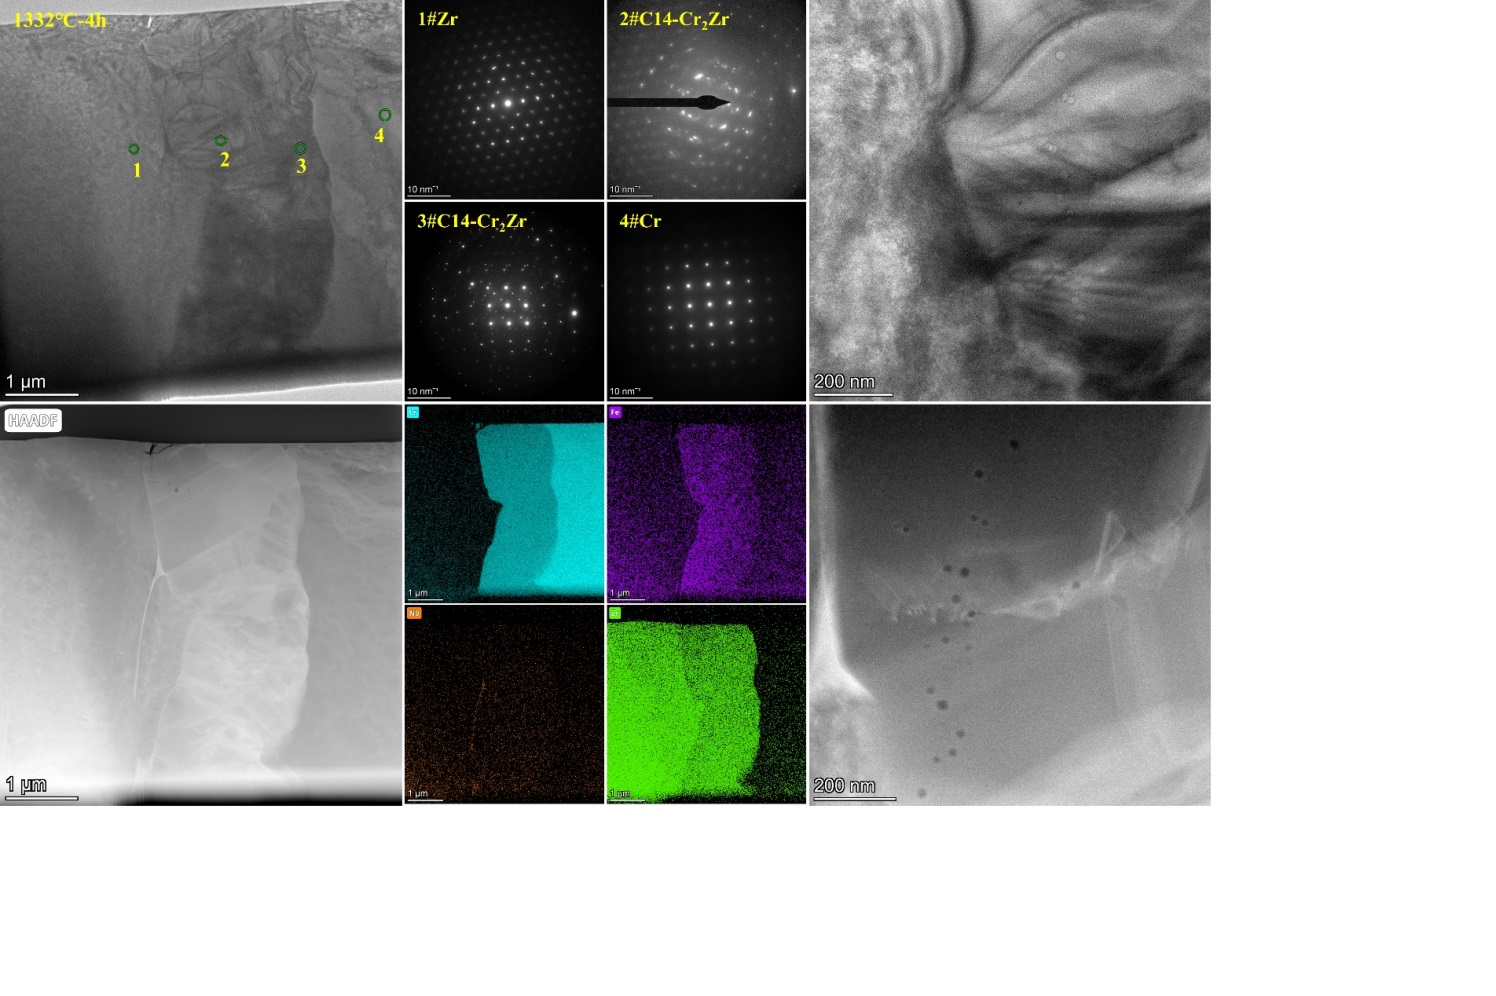 1332°C-4h
1
2
3
4
1 μm
1#Zr
10 nm⁻¹
2#C14-Cr₂Zr
10 nm⁻¹
3#C14-Cr₂Zr
10 nm⁻¹
4#Cr
10 nm⁻¹
200 nm
HAADF
1 μm
Cr
1 μm
Fe
1 μm
Nb
1 μm
Zr
1 μm
200 nm